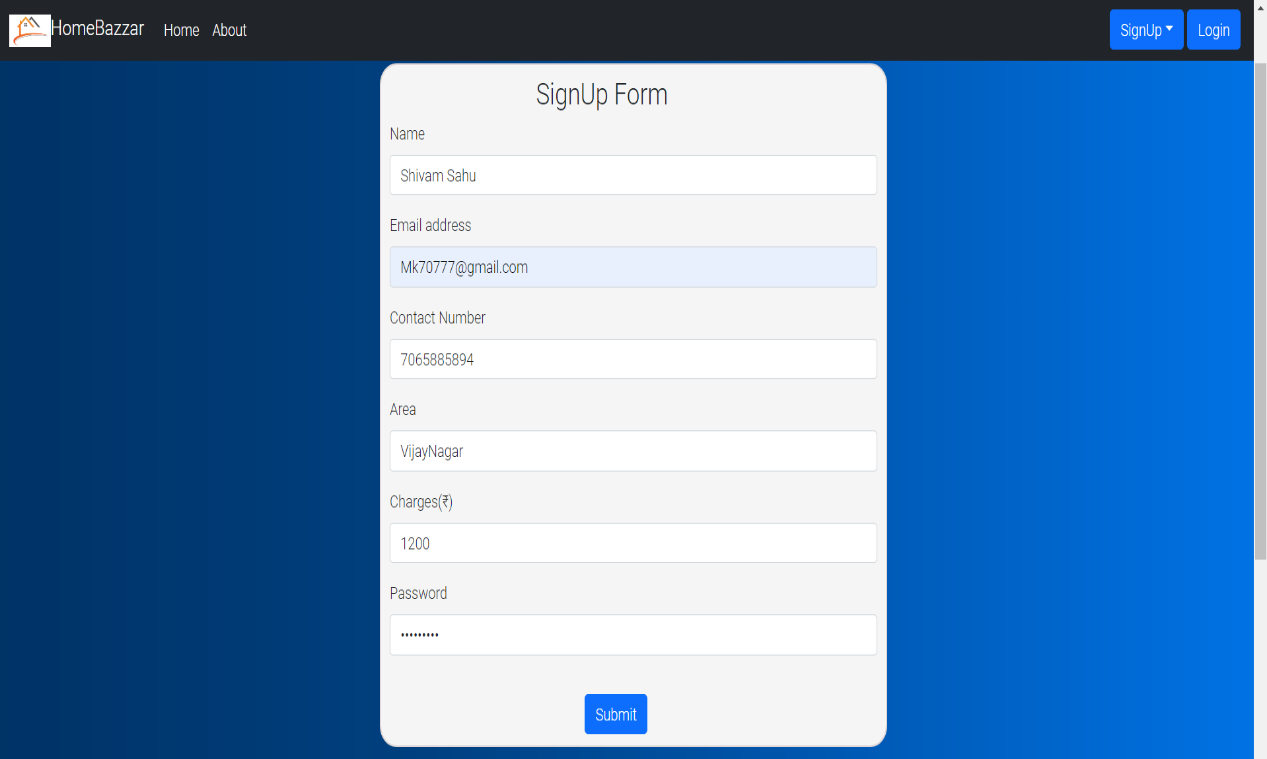 HomeBazzar Home About SignUp Login
SignUp Form
Name
Shivam Sahu
Email address
Mk70777@gmail.com
Contact Number
7065885894
Area
VijayNagar
Charges(₹)
1200
Password
•••••••••
Submit